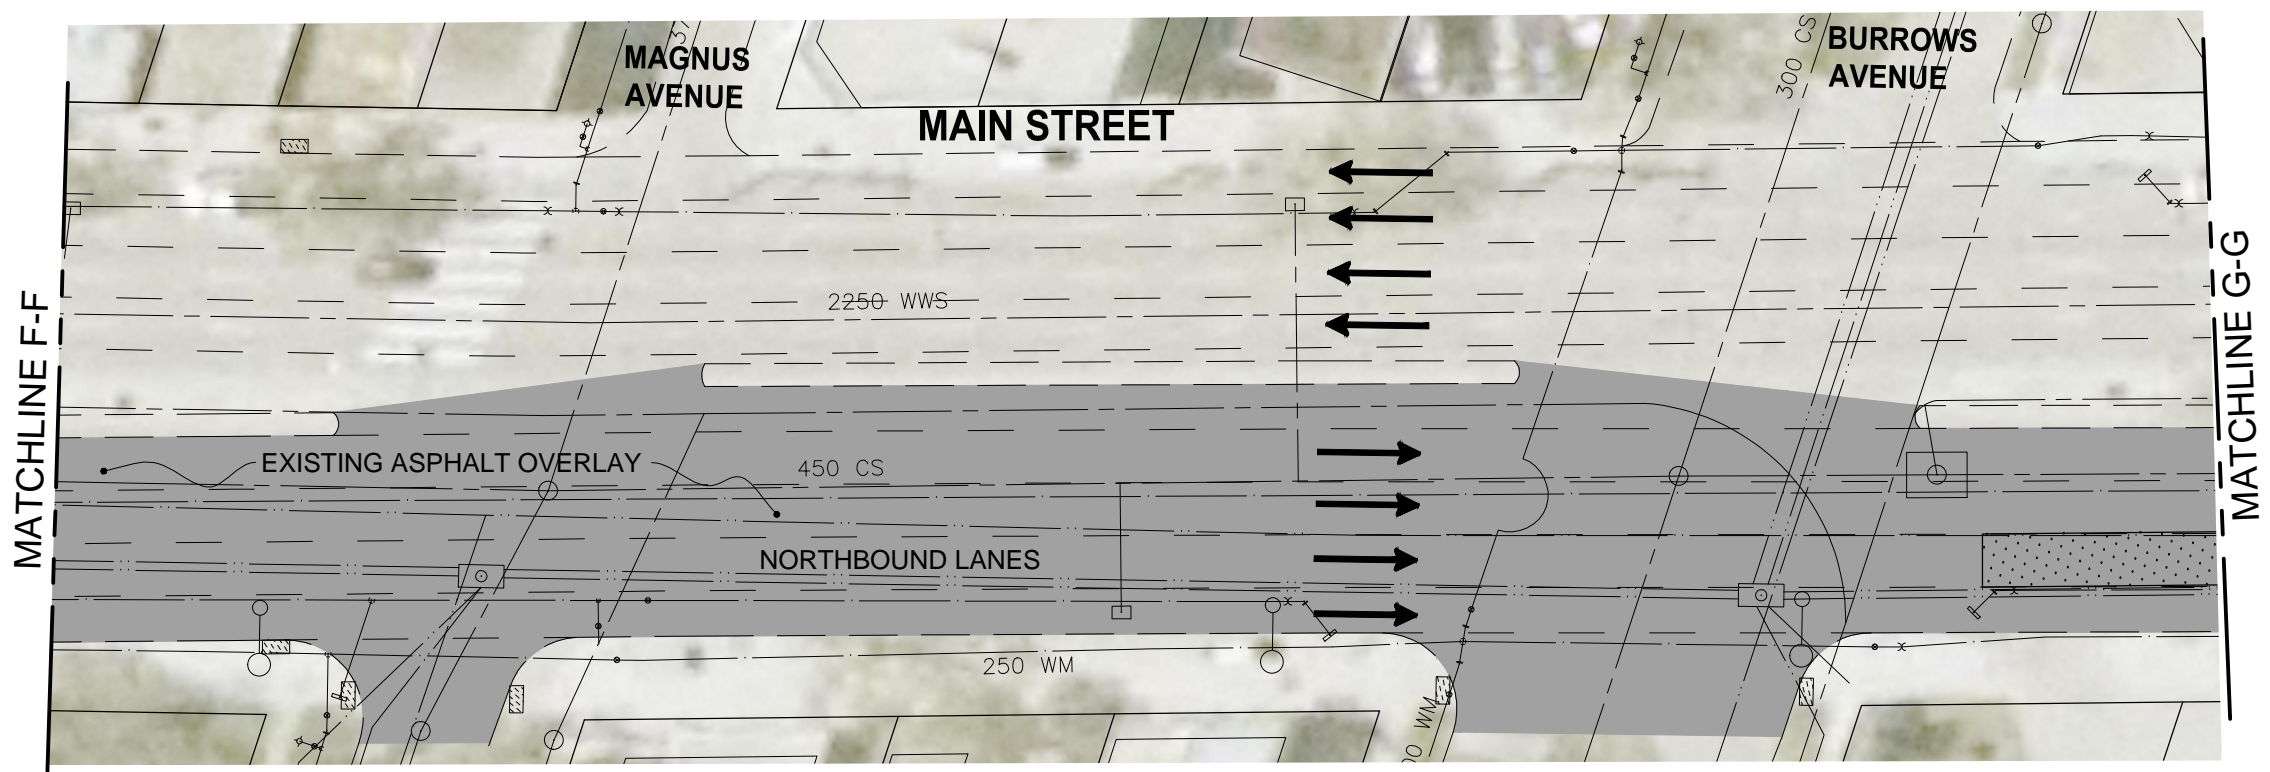 MAGNUS
AVENUE
BURROWS
AVENUE
300 CS
MAIN STREET
2250 WWS
MATCHLINE F-F
MATCHLINE G-G
EXISTING ASPHALT OVERLAY
450 CS
NORTHBOUND LANES
250 WM
WM